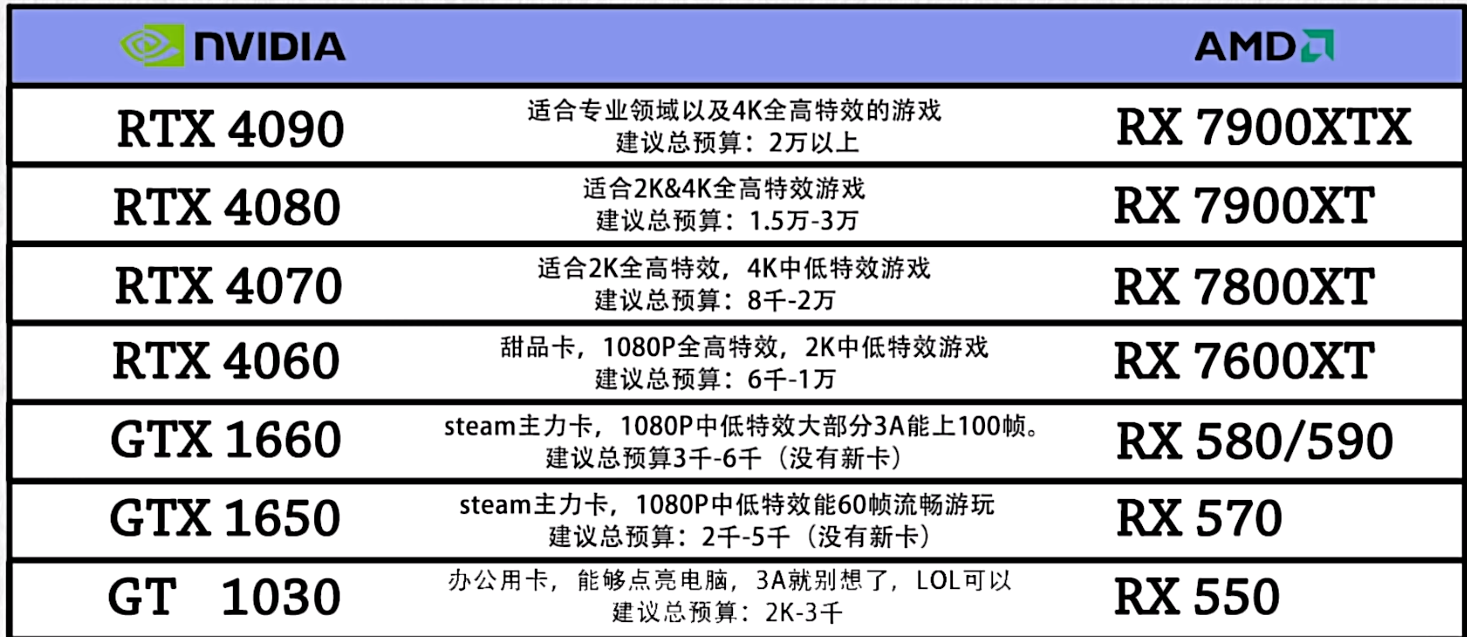 NVIDIA
AMD
RTX 4090
适合专业领域以及4K全高特效的游戏
建议总预算：2万以上
RX 7900XTX
RTX 4080
适合2K&4K全高特效游戏
建议总预算：1.5万-3万
RX 7900XT
RTX 4070
适合2K全高特效，4K中低特效游戏
建议总预算：8千-2万
RX 7800XT
RTX 4060
甜品卡，1080P全高特效，2K中低特效游戏
建议总预算：6千-1万
RX 7600XT
GTX 1660
steam主力卡，1080P中低特效大部分3A能上100帧。
建议总预算3千-6千（没有新卡）
RX 580/590
GTX 1650
steam主力卡，1080P中低特效能60帧流畅游玩
建议总预算：2千-5千（没有新卡）
RX 570
GT 1030
办公用卡，能够点亮电脑，3A就别想了，LOL可以
建议总预算：2K-3千
RX 550